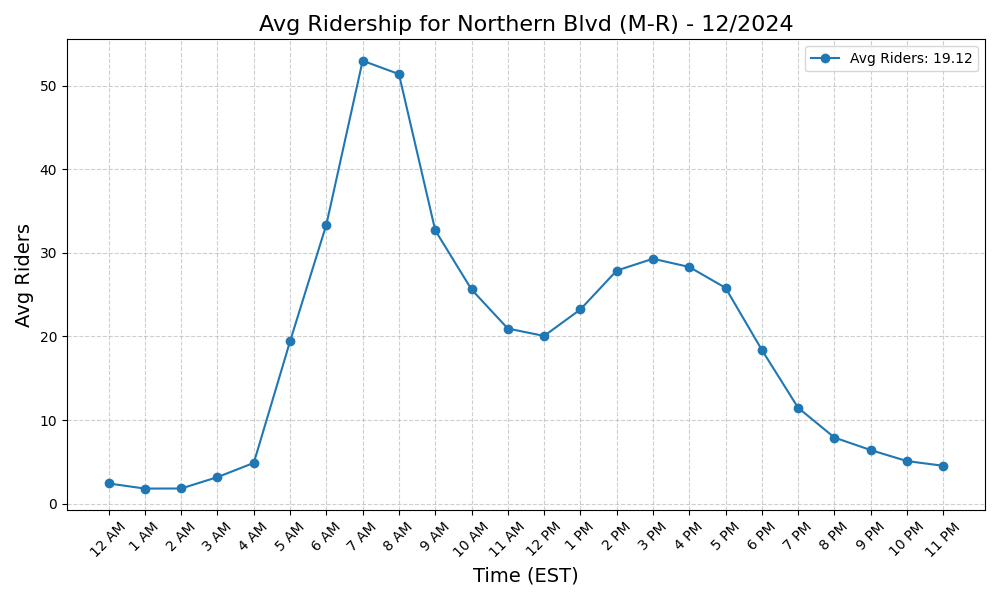 Avg Ridership for Northern Blvd (M-R) - 12/2024
Avg Riders: 19.12
Avg Riders
50
40
30
20
10
0
12 AM
1 AM
2 AM
3 AM
4 AM
5 AM
6 AM
7 AM
8 AM
9 AM
10 AM
11 AM
12 PM
1 PM
2 PM
3 PM
4 PM
5 PM
6 PM
7 PM
8 PM
9 PM
10 PM
11 PM
Time (EST)